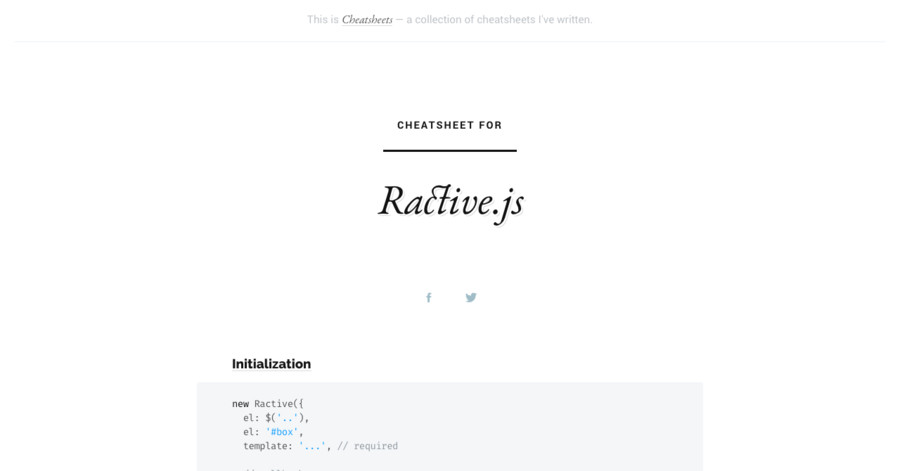 This is Cheatsheets — a collection of cheatsheets I've written.
CHEATSHEET FOR
Ractive.js
Initialization
new Ractive({
  el: $('..'),
  el: '#box',
  template: '...', // required